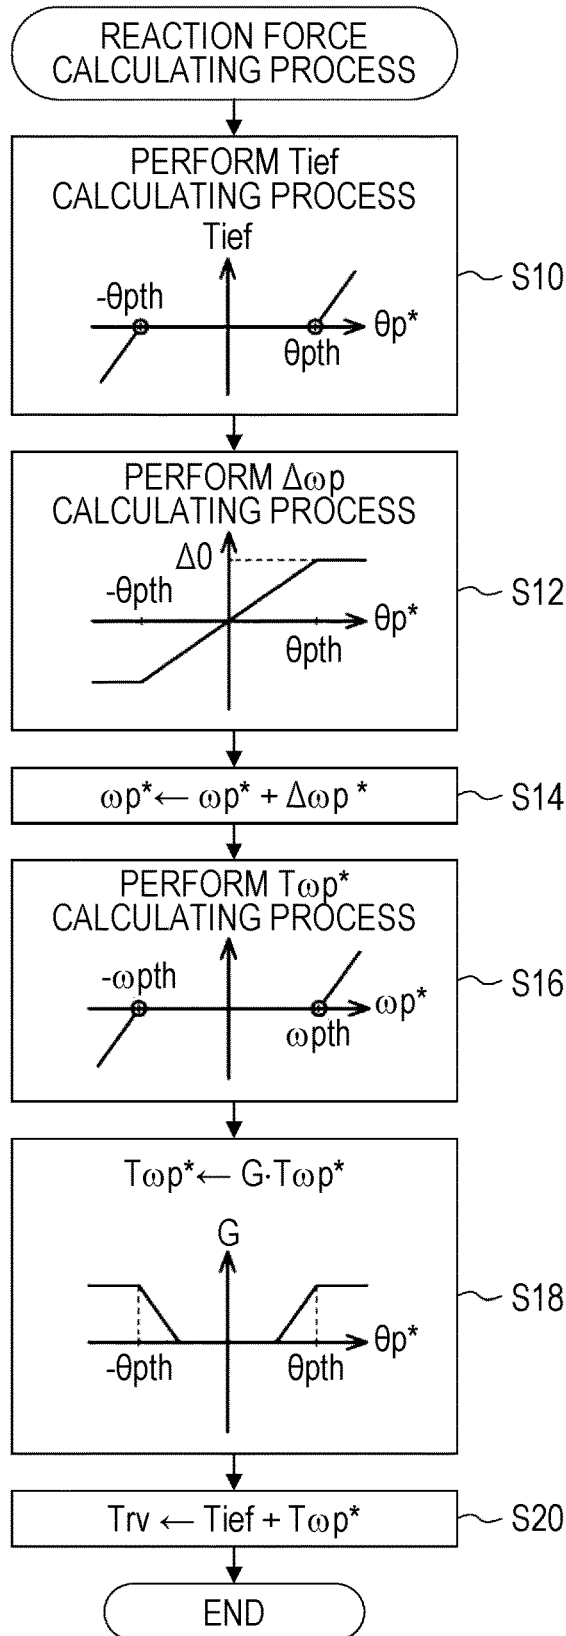 REACTION FORCE
CALCULATING PROCESS
PERFORM Tief
CALCULATING PROCESS
Tief
-θpth
θpth
θp*
S10
PERFORM Δωp
CALCULATING PROCESS
Δ0
-θpth
θpth
θp*
S12
ωp* ← ωp* + Δωp *
S14
PERFORM Tωp*
CALCULATING PROCESS
-ωpth
ωpth
ωp*
S16
Tωp* ← G·Tωp*
G
-θpth
θpth
θp*
S18
Trv ← Tief + Tωp*
S20
END